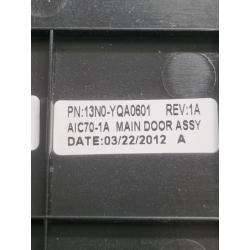 PN:13N0-YQA0601 REV:1A
AIC70-1A MAIN DOOR ASSY
DATE:03/22/2012 A